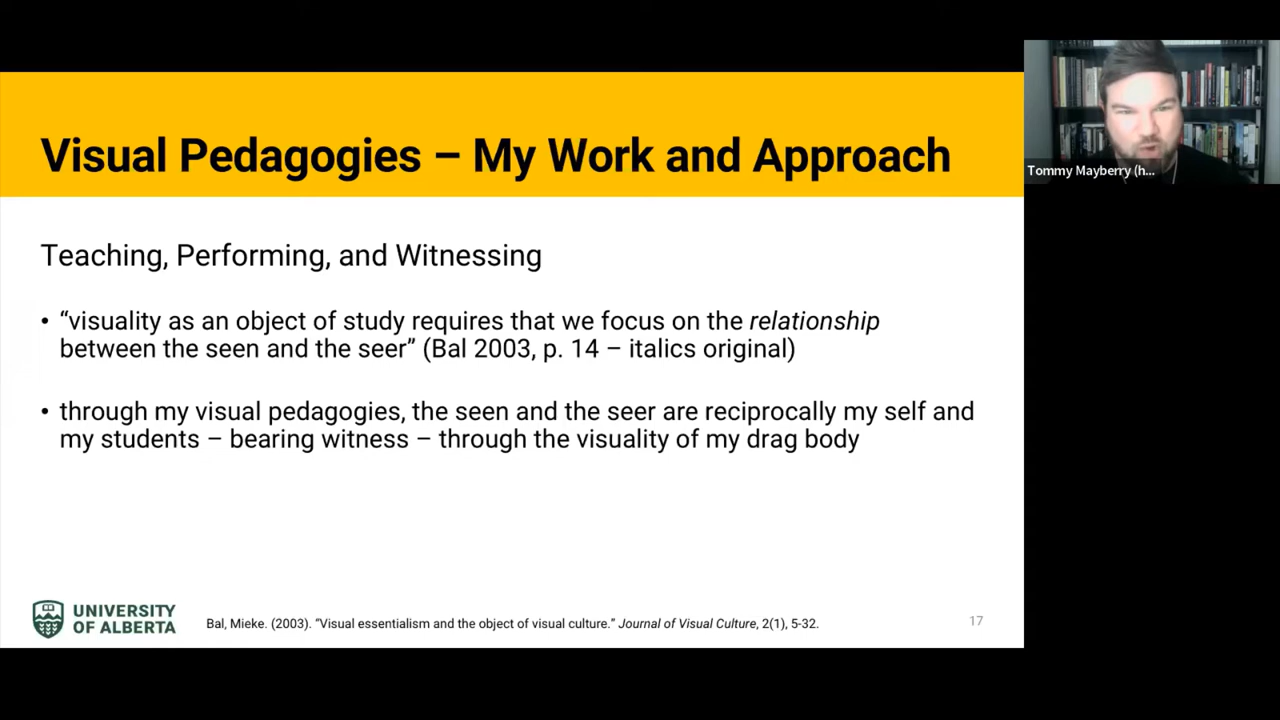 Visual Pedagogies – My Work and Approach
Tommy Mayberry (h...
Teaching, Performing, and Witnessing
• “visuality as an object of study requires that we focus on the relationship
between the seen and the seer” (Bal 2003, p. 14 – italics original)
• through my visual pedagogies, the seen and the seer are reciprocally my self and
my students – bearing witness – through the visuality of my drag body
UNIVERSITY
OF ALBERTA
Bal, Mieke. (2003). “Visual essentialism and the object of visual culture.” Journal of Visual Culture, 2(1), 5-32.
17